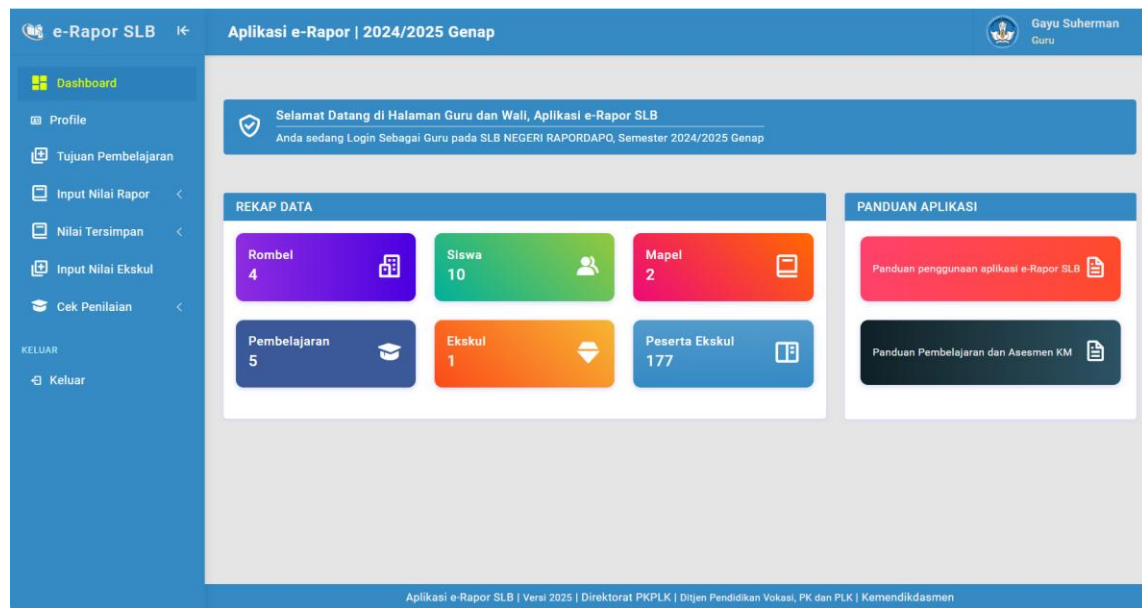 e-Rapor SLB
Aplikasi e-Rapor | 2024/2025 Genap
Gayu Suherman
Guru
Dashboard
Profile
Tujuan Pembelajaran
Input Nilai Rapor
Nilai Tersimpan
Input Nilai Ekskul
Cek Penilaian
KELUAR
Keluar
Selamat Datang di Halaman Guru dan Wali, Aplikasi e-Rapor SLB
Anda sedang Login Sebagai Guru pada SLB NEGERI RAPORDAPO, Semester 2024/2025 Genap
REKAP DATA
Rombel
4
Siswa
10
Mapel
2
Pembelajaran
5
Ekskul
1
Peserta Ekskul
177
PANDUAN APLIKASI
Panduan penggunaan aplikasi e-Rapor SLB
Panduan Pembelajaran dan Asesmen KM
Aplikasi e-Rapor SLB | Versi 2025 | Direktorat PKPLK | Ditjen Pendidikan Vokasi, PK dan PLK | Kemendikdasmen